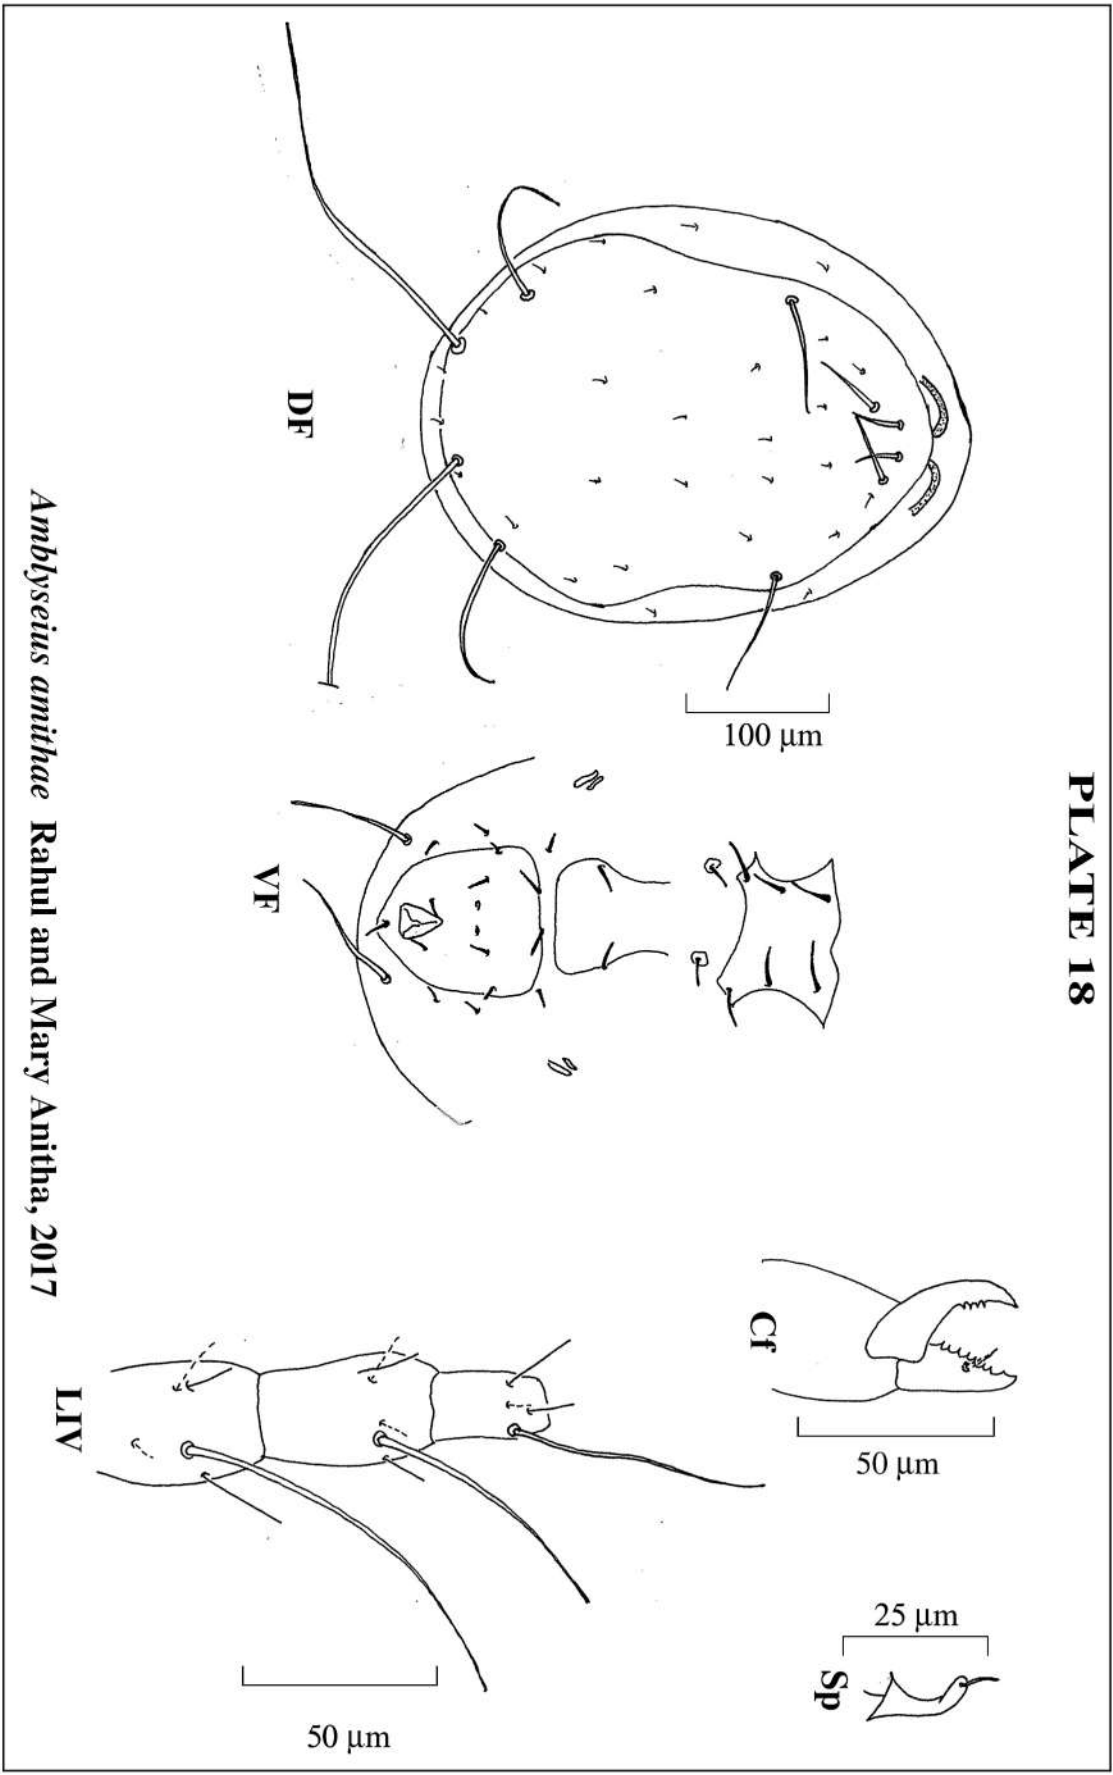 PLATE 18
DF
100 µm
VF
Cf
50 µm
25 µm
Sp
LIV
50 µm
Amblyseius amithae Rahul and Mary Anitha, 2017